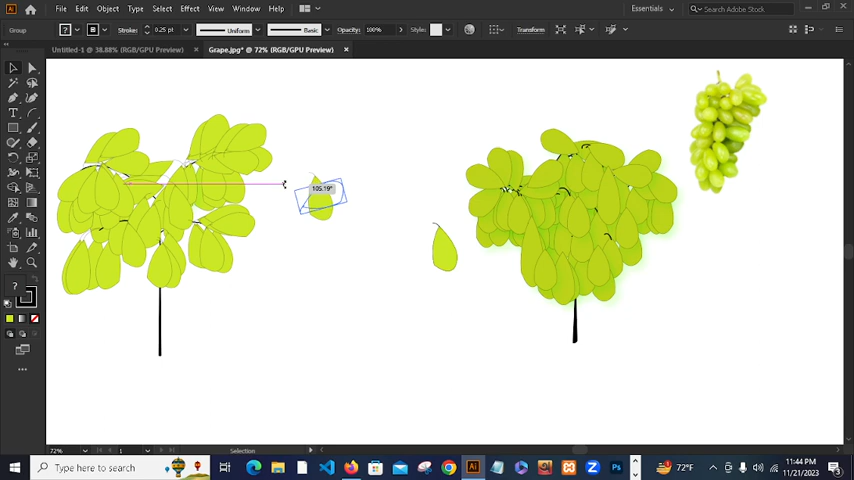 File Edit Object Type Select Effect View Window Help
Essentials
Search Adobe Stock
Group
Stroke: 0.25 pt
Uniform
Basic
Opacity: 100%
Style:
Transform
Untitled-1 @ 38.88% (RGB/GPU Preview) ×
Grape.jpg* @ 72% (RGB/GPU Preview) ×
105.19°
72%
1
Selection
Type here to search
72°F
11:44 PM
11/21/2023